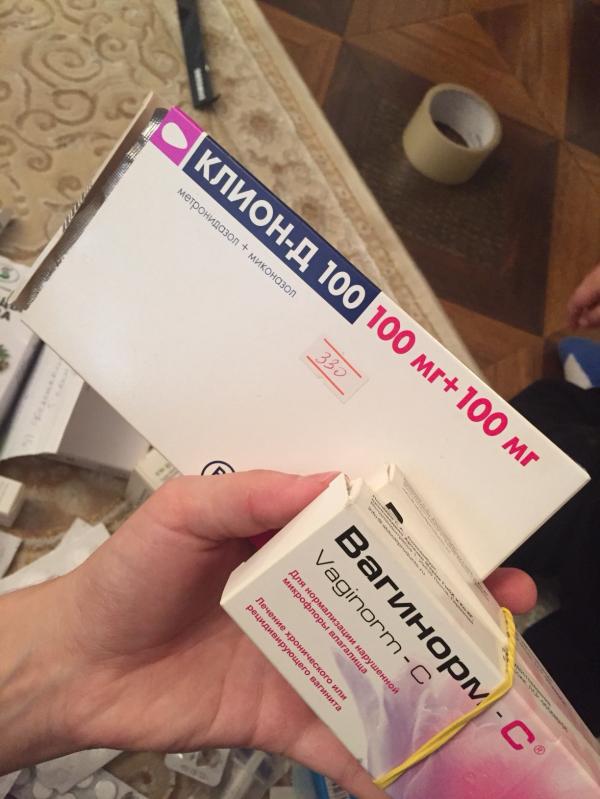 КЛИОН-Д 100
100 мг+100 мг
метронидазол + миконазол
330
Вагинорм-С®
Vaginorm-C
Для нормализации нарушенной
микрофлоры влагалища
Лечение хронического или
рецидивирующего вагинита